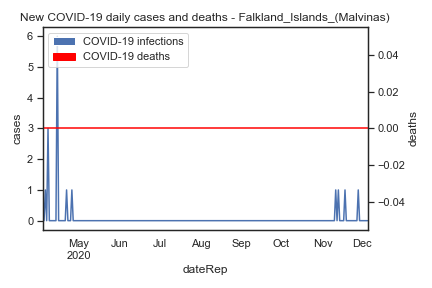 New COVID-19 daily cases and deaths - Falkland_Islands_(Malvinas)
COVID-19 infections
COVID-19 deaths
cases
6
5
4
3
2
1
0
0.04
0.02
0.00
−0.02
−0.04
deaths
May Jun Jul Aug Sep Oct Nov Dec
2020
dateRep